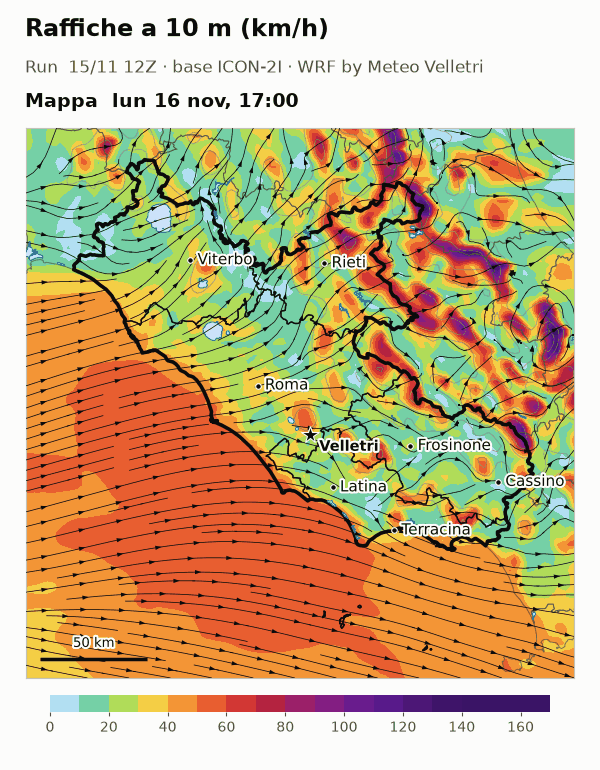 Raffiche a 10 m (km/h)
Run 15/11 12Z · base ICON-2I · WRF by Meteo Velletri
Mappa lun 16 nov, 17:00
Viterbo
Rieti
Roma
Velletri
Frosinone
Latina
Cassino
Terracina
50 km
0 20 40 60 80 100 120 140 160